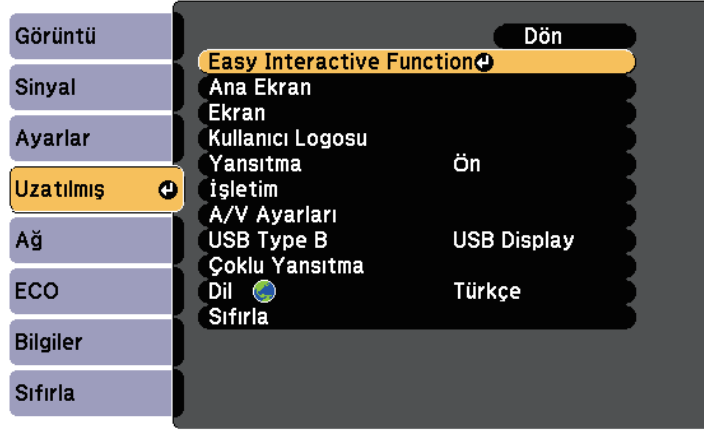 Görüntü
Sinyal
Ayarlar
Uzatılmış
Ağ
ECO
Bilgiler
Sıfırla
Dön
Easy Interactive Function
Ana Ekran
Ekran
Kullanıcı Logosu
Yansıtma Ön
İşletim
A/V Ayarları
USB Type B USB Display
Çoklu Yansıtma
Dil Türkçe
Sıfırla